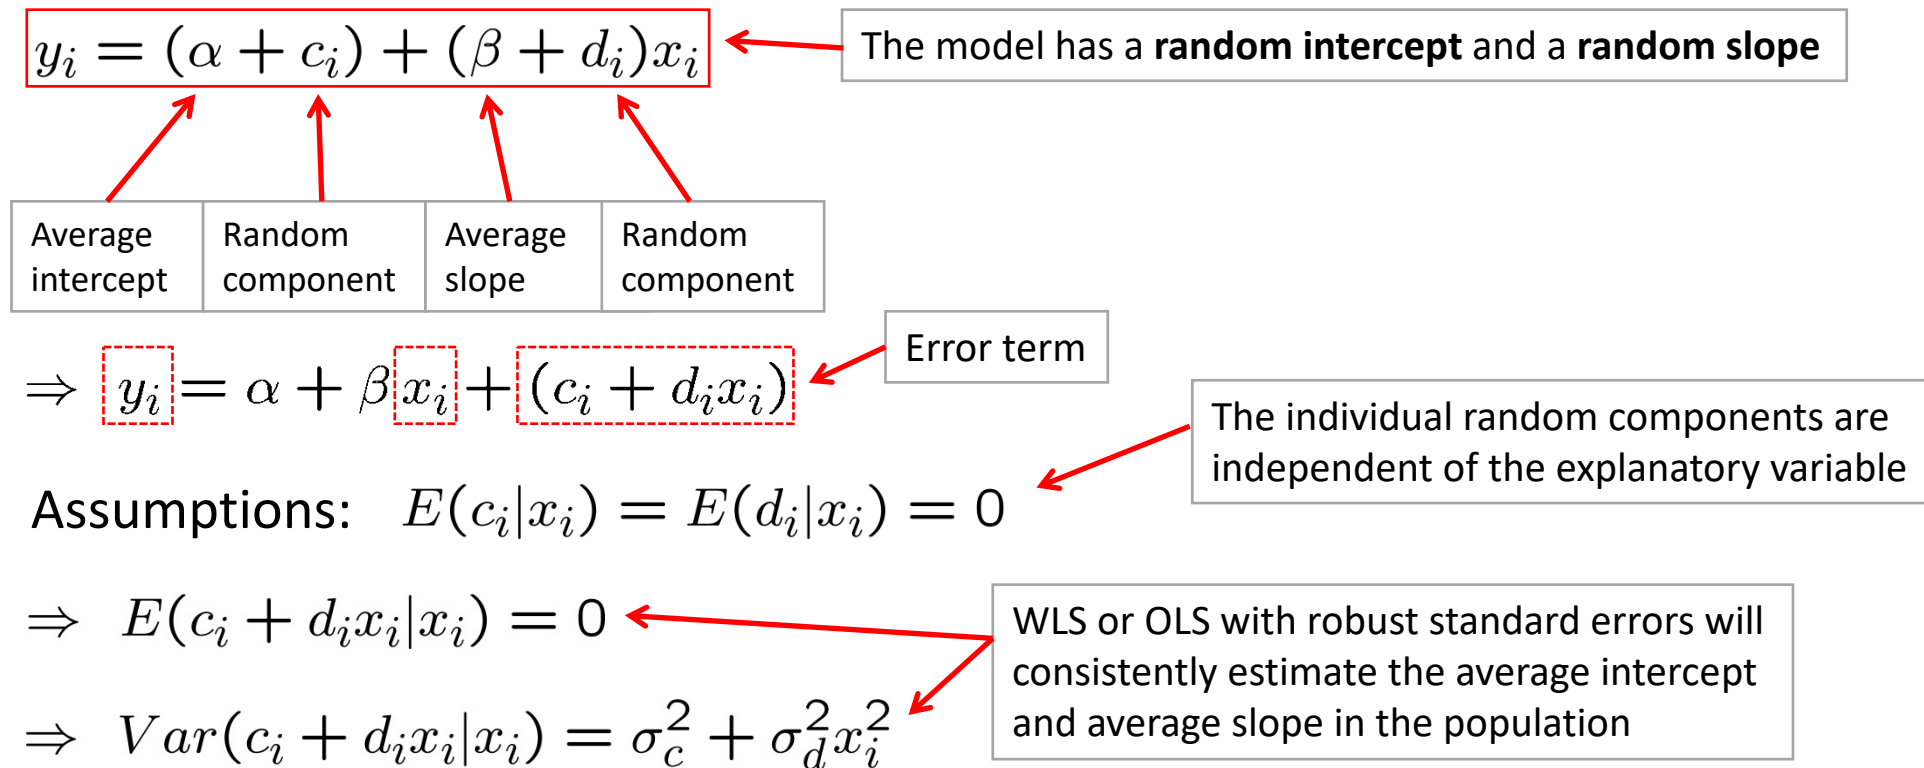 y_i = (α + c_i) + (β + d_i)x_i
The model has a random intercept and a random slope
Average
intercept
Random
component
Average
slope
Random
component
Error term
⇒ y_i = α + βx_i + (c_i + d_ix_i)
The individual random components are
independent of the explanatory variable
Assumptions: E(c_i|x_i) = E(d_i|x_i) = 0
⇒ E(c_i + d_ix_i|x_i) = 0
WLS or OLS with robust standard errors will
consistently estimate the average intercept
and average slope in the population
⇒ Var(c_i + d_ix_i|x_i) = σ_c^2 + σ_d^2x_i^2